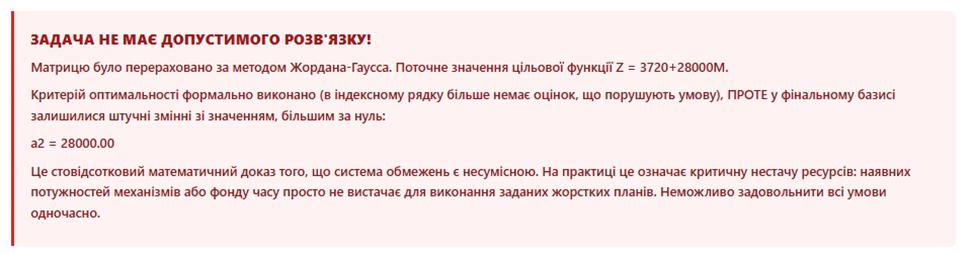 ЗАДАЧА НЕ МАЄ ДОПУСТИМОГО РОЗВ'ЯЗКУ!
Матрицю було перераховано за методом Жордана-Гаусса. Поточне значення цільової функції Z = 3720+28000M.
Критерій оптимальності формально виконано (в індексному рядку більше немає оцінок, що порушують умову), ПРОТЕ у фінальному базисі
залишилися штучні змінні зі значенням, більшим за нуль:
a2 = 28000.00
Це стовідсотковий математичний доказ того, що система обмежень є несумісною. На практиці це означає критичну нестачу ресурсів: наявних
потужностей механізмів або фонду часу просто не вистачає для виконання заданих жорстких планів. Неможливо задовольнити всі умови
одночасно.